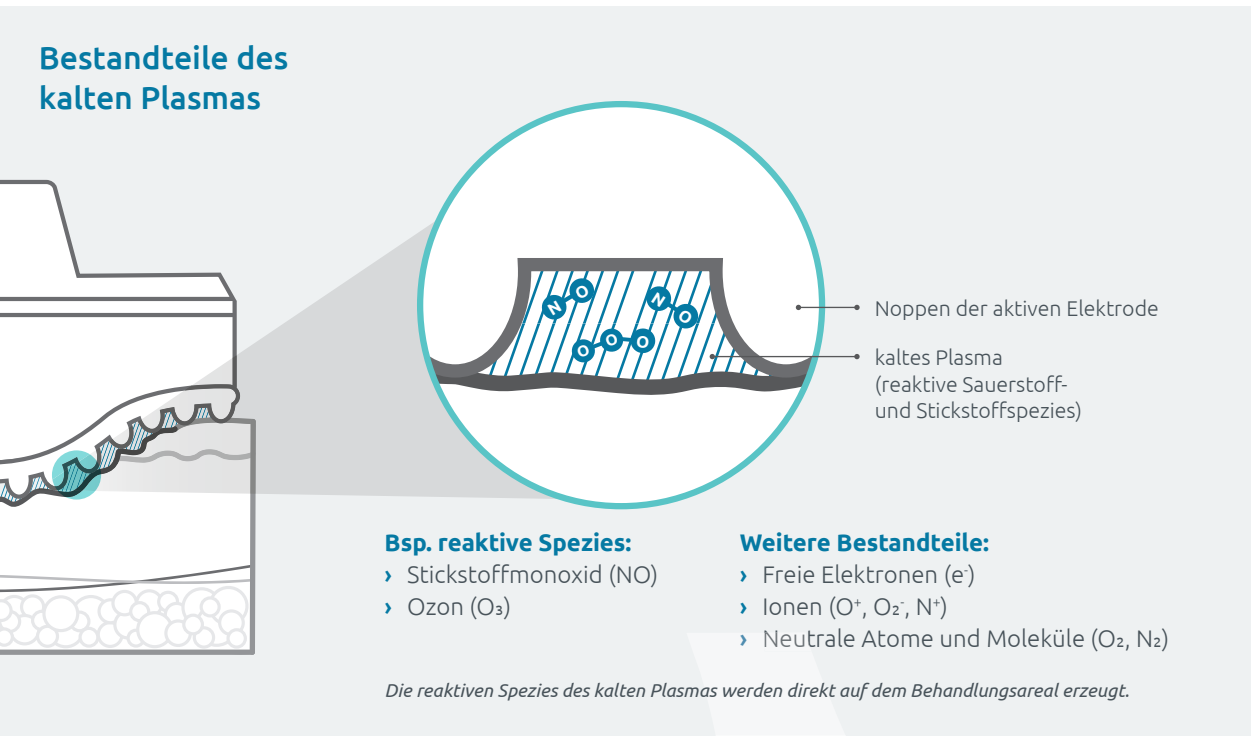 Bestandteile des
kalten Plasmas
N
O
N
O
O
O
O
Noppen der aktiven Elektrode
kaltes Plasma
(reaktive Sauerstoff-
und Stickstoffspezies)
Bsp. reaktive Spezies:
› Stickstoffmonoxid (NO)
› Ozon (O₃)
Weitere Bestandteile:
› Freie Elektronen (e⁻)
› Ionen (O⁺, O₂⁻, N⁺)
› Neutrale Atome und Moleküle (O₂, N₂)
Die reaktiven Spezies des kalten Plasmas werden direkt auf dem Behandlungsareal erzeugt.